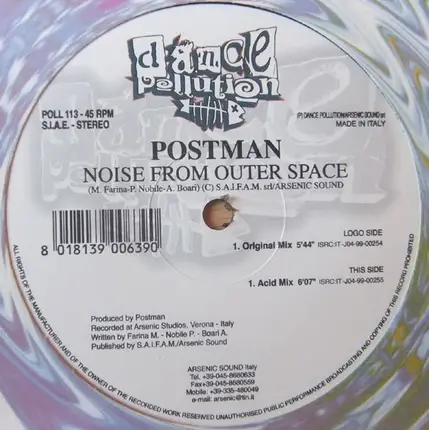 dance
pollution
POLL 113 - 45 RPM
S.I.A.E. - STEREO
(P) DANCE POLLUTION/ARSENIC SOUND srl
MADE IN ITALY
POSTMAN
NOISE FROM OUTER SPACE
(M. Farina-P. Nobile-A. Boari) (C) S.A.I.F.A.M. srl/ARSENIC SOUND
8 018139 006390
LOGO SIDE
1. Original Mix 5'44" ISRC:IT-J04-99-00254
THIS SIDE
1. Acid Mix 6'07" ISRC:IT-J04-99-00255
Produced by Postman
Recorded at Arsenic Studios, Verona - Italy
Written by Farina M. - Nobile P. - Boari A.
Published by S.A.I.F.A.M./Arsenic Sound
ARSENIC SOUND Italy
Tel. +39-045-8680633
Fax +39-045-8680559
Mobile: +39-335-480049
e-mail: arsenic@tin.it
ALL RIGHTS OF THE MANUFACTURER AND OF THE OWNER OF THE RECORDED WORK RESERVED UNAUTHORISED PUBLIC PERFORMANCE BROADCASTING AND COPYING OF THIS RECORD PROHIBITED